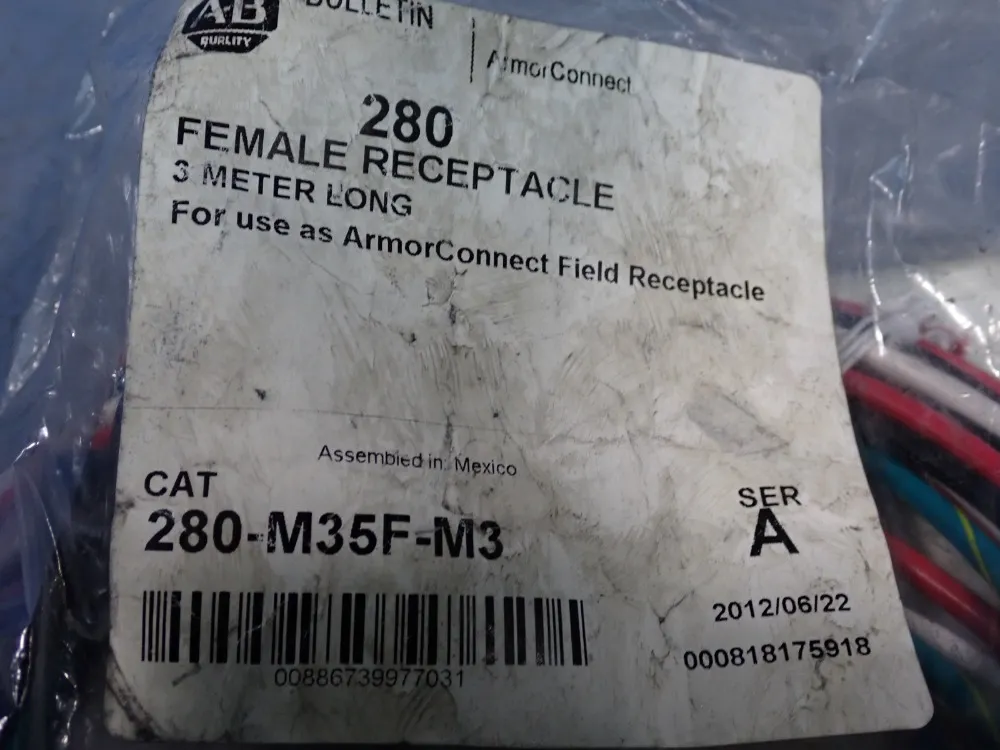 A-B
QUALITY
BULLETIN
ArmorConnect
280
FEMALE RECEPTACLE
3 METER LONG
For use as ArmorConnect Field Receptacle
Assembled in: Mexico
CAT
280-M35F-M3
SER
A
2012/06/22
000818175918
00886739977031